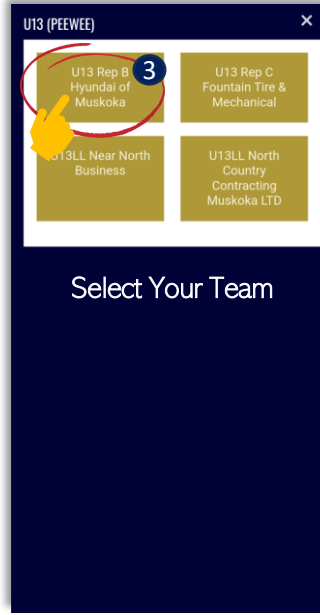 U13 (PEEWEE)
×
U13 Rep B
Hyundai of
Muskoka
3
U13 Rep C
Fountain Tire &
Mechanical
U13LL Near North
Business
U13LL North
Country
Contracting
Muskoka LTD
Select Your Team